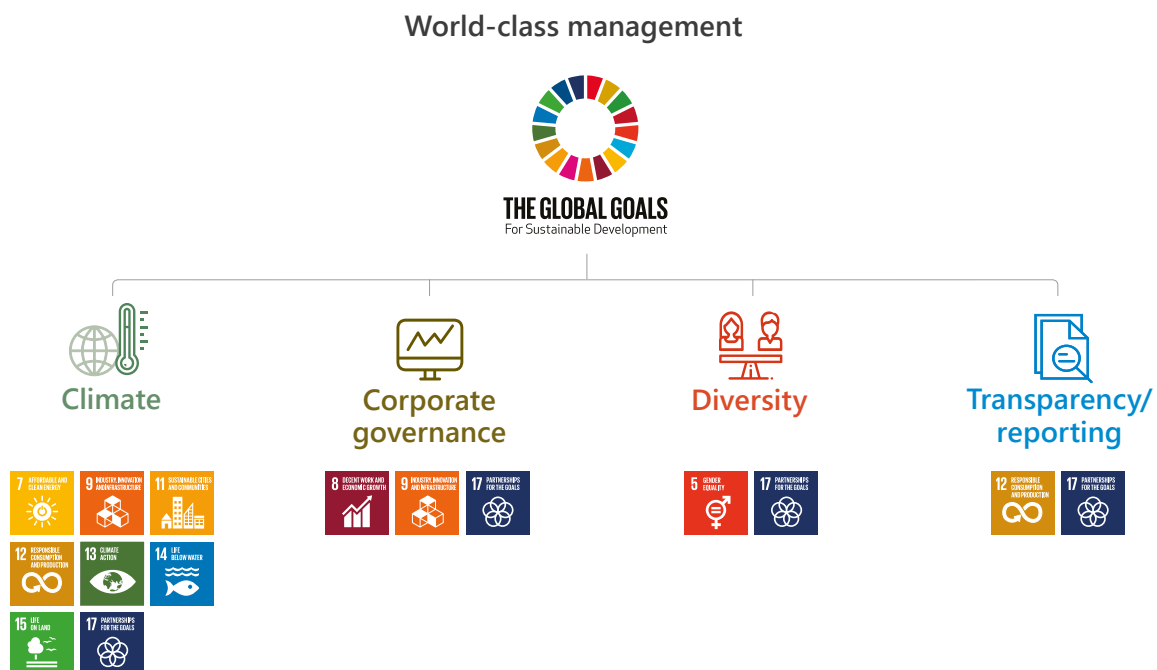 World-class management
THE GLOBAL GOALS
For Sustainable Development
Climate
Corporate
governance
Diversity
Transparency/
reporting
7 AFFORDABLE AND
CLEAN ENERGY
9 INDUSTRY, INNOVATION
AND INFRASTRUCTURE
11 SUSTAINABLE CITIES
AND COMMUNITIES
12 RESPONSIBLE
CONSUMPTION
AND PRODUCTION
13 CLIMATE
ACTION
14 LIFE
BELOW WATER
15 LIFE
ON LAND
17 PARTNERSHIPS
FOR THE GOALS
8 DECENT WORK AND
ECONOMIC GROWTH
9 INDUSTRY, INNOVATION
AND INFRASTRUCTURE
17 PARTNERSHIPS
FOR THE GOALS
5 GENDER
EQUALITY
17 PARTNERSHIPS
FOR THE GOALS
12 RESPONSIBLE
CONSUMPTION
AND PRODUCTION
17 PARTNERSHIPS
FOR THE GOALS